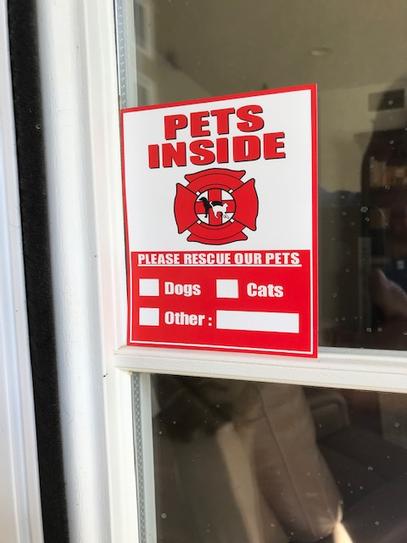 PETS
INSIDE
PLEASE RESCUE OUR PETS
Dogs Cats
Other :